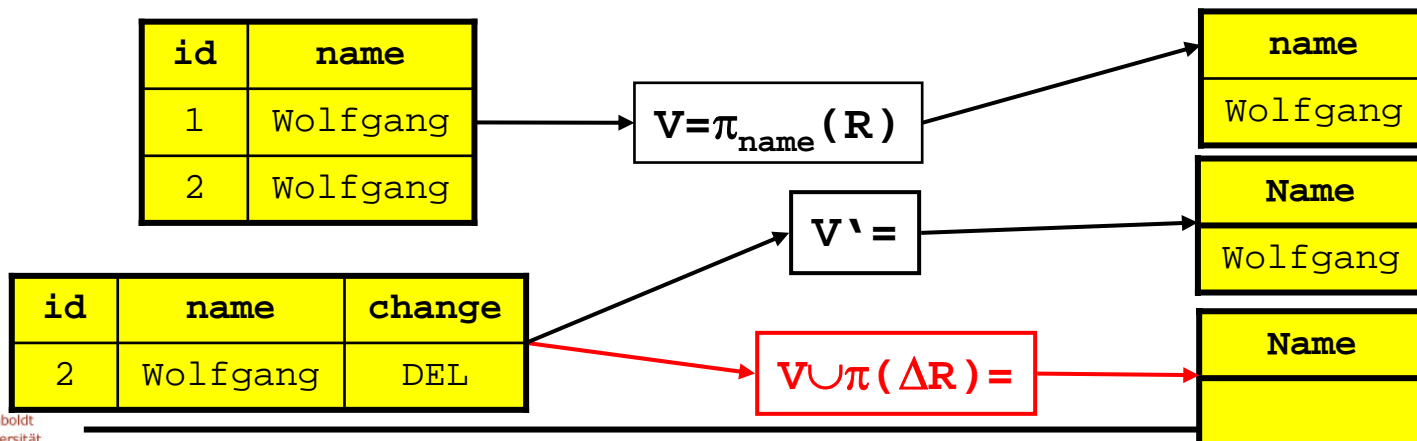 id name
1 Wolfgang
2 Wolfgang
V=πname(R)
name
Wolfgang
V‘=
Name
Wolfgang
id name change
2 Wolfgang DEL
V∪π(ΔR)=
Name